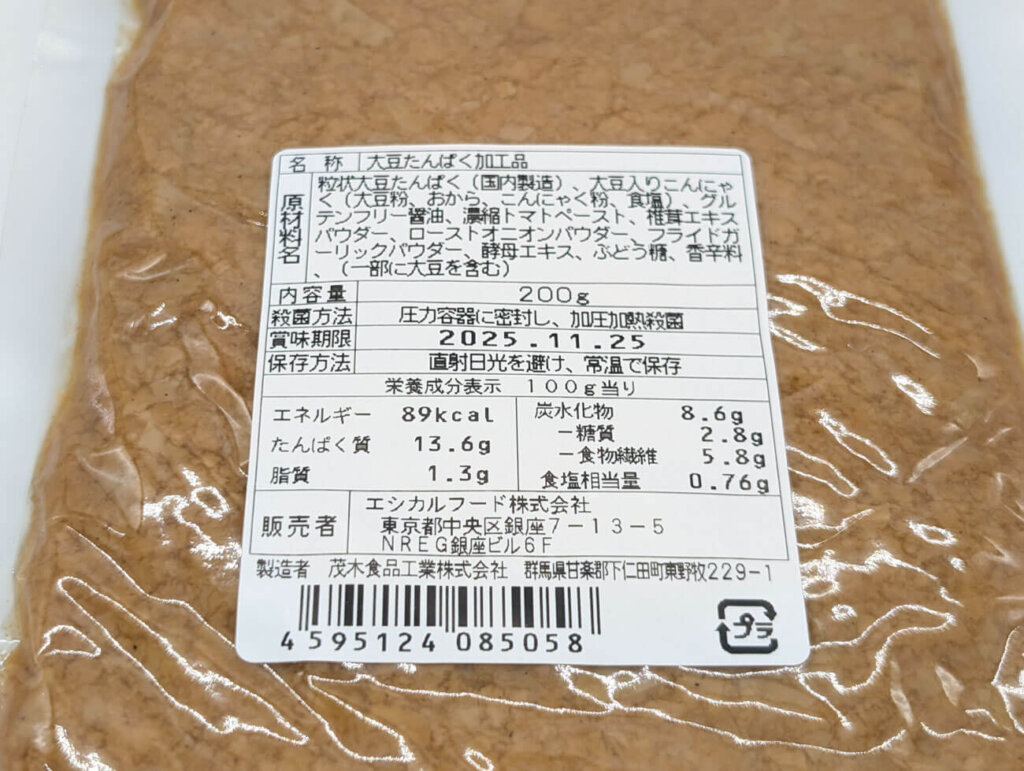 名 称 大豆たんぱく加工品
原材料名
粒状大豆たんぱく(国内製造)、大豆入りこんにゃ
く(大豆粉、おから、こんにゃく粉、食塩)、グル
テンフリー醤油、濃縮トマトペースト、椎茸エキス
パウダー、ローストオニオンパウダー、フライドガ
ーリックパウダー、酵母エキス、ぶどう糖、香辛料
、(一部に大豆を含む)
内容量 200g
殺菌方法 圧力容器に密封し、加圧加熱殺菌
賞味期限 2025.11.25
保存方法 直射日光を避け、常温で保存
栄養成分表示 100g当り
エネルギー 89kcal
たんぱく質 13.6g
脂質 1.3g
炭水化物 8.6g
-糖質 2.8g
-食物繊維 5.8g
食塩相当量 0.76g
販売者
エシカルフード株式会社
東京都中央区銀座7-13-5
NREG銀座ビル6F
製造者 茂木食品工業株式会社 群馬県甘楽郡下仁田町東野牧229-1
4595124085058
プラ